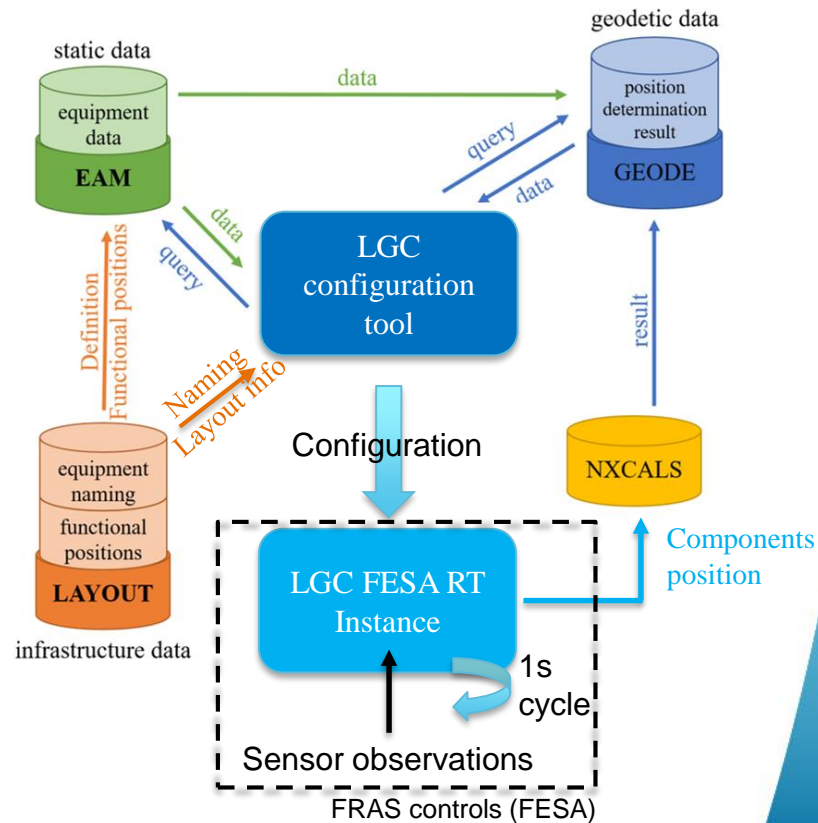 geodetic data
static data
data
equipment
data
EAM
position
determination
result
GEODE
query
data
data
query
LGC
configuration
tool
Definition
Functional positions
Naming
Layout info
result
Configuration
equipment
naming
functional
positions
LAYOUT
infrastructure data
NXCALS
Components
position
LGC FESA RT
Instance
1s
cycle
Sensor observations
FRAS controls (FESA)